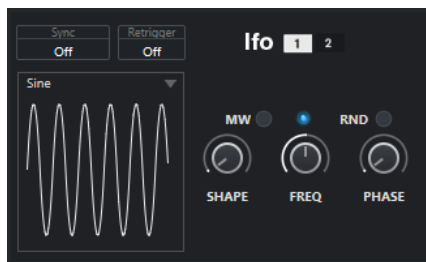 Sync
Off
Retrigger
Off
lfo 1 2
Sine
MW RND
SHAPE FREQ PHASE